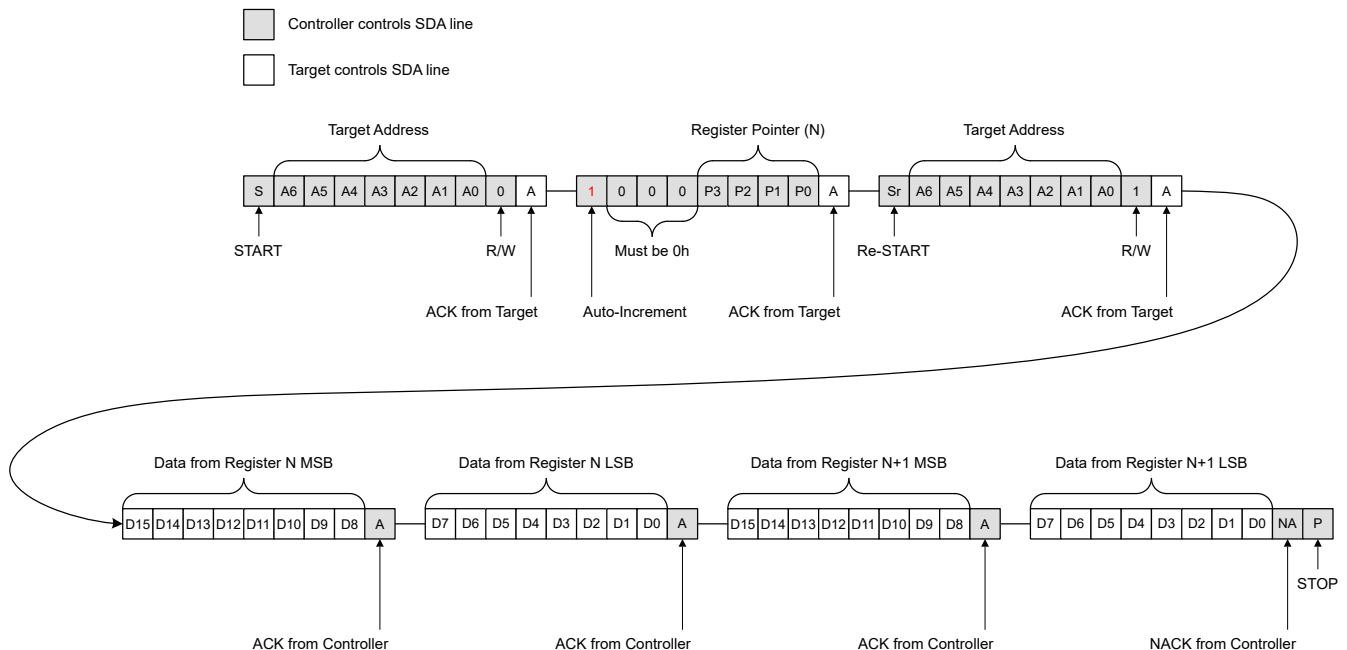 Controller controls SDA line
Target controls SDA line
Target Address
Register Pointer (N)
Target Address
S A6 A5 A4 A3 A2 A1 A0 0 A 1 0 0 0 P3 P2 P1 P0 A Sr A6 A5 A4 A3 A2 A1 A0 1 A
START
R/W
Must be 0h
Re-START
R/W
ACK from Target
Auto-Increment
ACK from Target
ACK from Target
Data from Register N MSB
Data from Register N LSB
Data from Register N+1 MSB
Data from Register N+1 LSB
D15 D14 D13 D12 D11 D10 D9 D8 A D7 D6 D5 D4 D3 D2 D1 D0 A D15 D14 D13 D12 D11 D10 D9 D8 A D7 D6 D5 D4 D3 D2 D1 D0 NA P
STOP
ACK from Controller
ACK from Controller
ACK from Controller
NACK from Controller